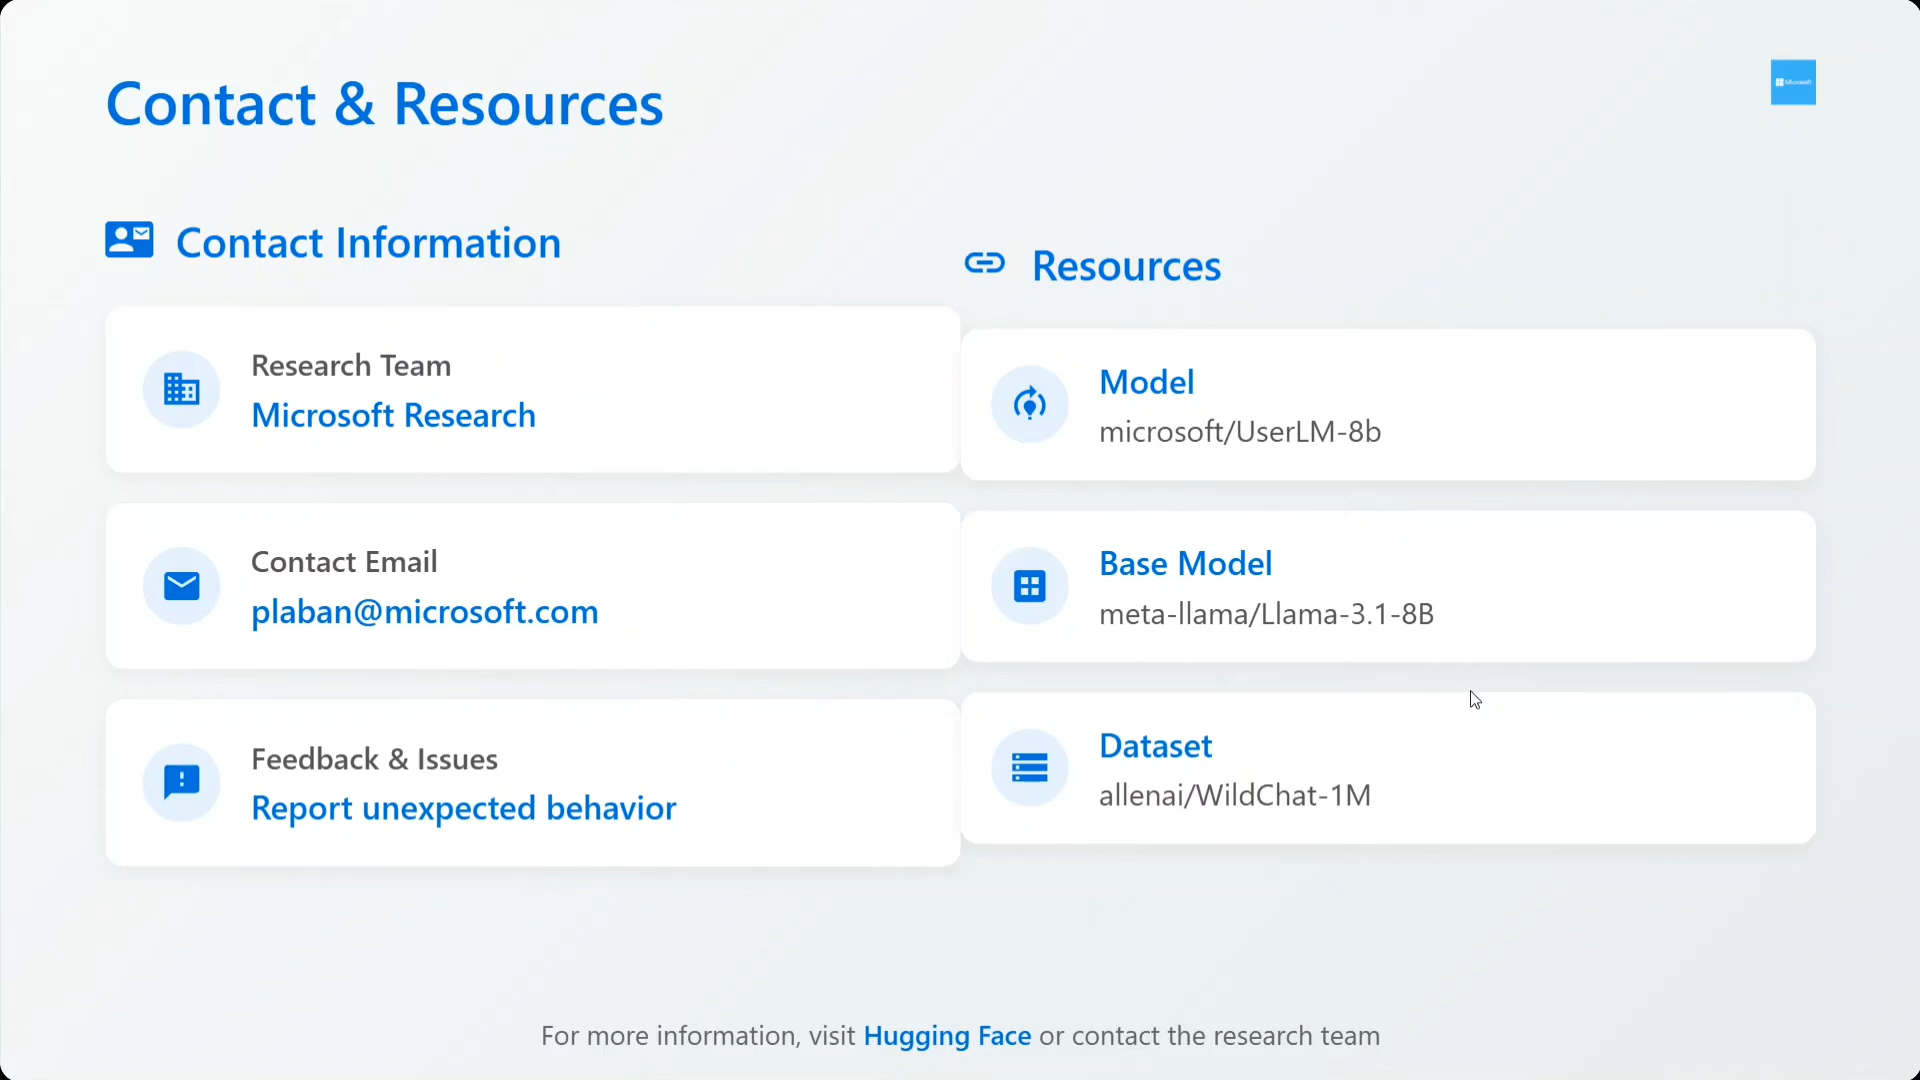 Contact & Resources
Microsoft
Contact Information
Research Team
Microsoft Research
Contact Email
plaban@microsoft.com
Feedback & Issues
Report unexpected behavior
Resources
Model
microsoft/UserLM-8b
Base Model
meta-llama/Llama-3.1-8B
Dataset
allenai/WildChat-1M
For more information, visit Hugging Face or contact the research team